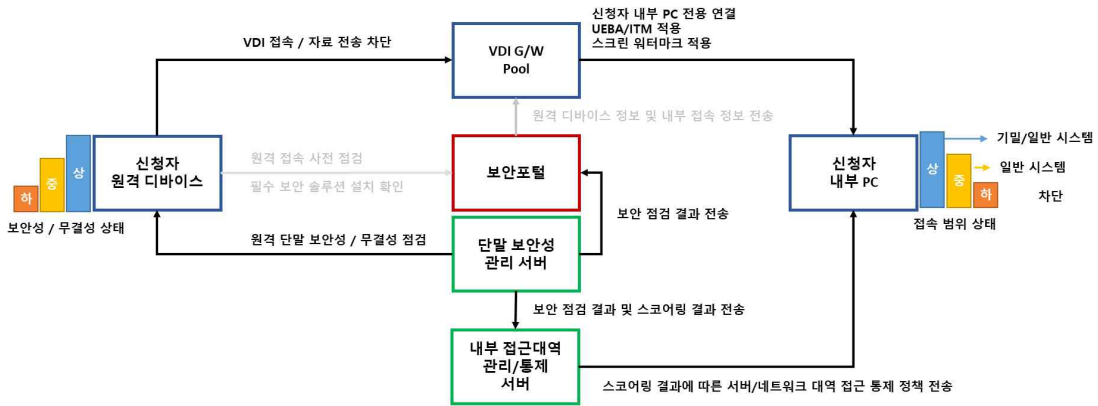 신청자 내부 PC 전용 연결
UEBA/ITM 적용
스크린 워터마크 적용
VDI 접속 / 자료 전송 차단
VDI G/W
Pool
원격 디바이스 정보 및 내부 접속 정보 전송
하
중
상
신청자
원격 디바이스
원격 접속 사전 점검
필수 보안 솔루션 설치 확인
보안포털
신청자
내부 PC
상
중
하
기밀/일반 시스템
일반 시스템
차단
보안성 / 무결성 상태
보안 점검 결과 전송
접속 범위 상태
원격 단말 보안성 / 무결성 점검
단말 보안성
관리 서버
보안 점검 결과 및 스코어링 결과 전송
내부 접근대역
관리/통제
서버
스코어링 결과에 따른 서버/네트워크 대역 접근 통제 정책 전송